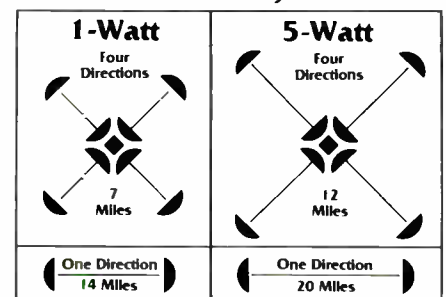 1-Watt
Four
Directions
7
Miles
One Direction
14 Miles
5-Watt
Four
Directions
12
Miles
One Direction
20 Miles